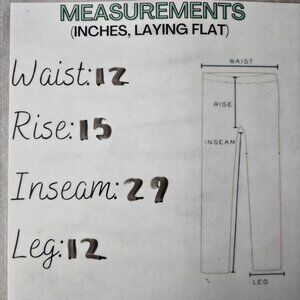 MEASUREMENTS
(INCHES, LAYING FLAT)
Waist: 12
Rise: 15
Inseam: 29
Leg: 12
WAIST
RISE
INSEAM
LEG